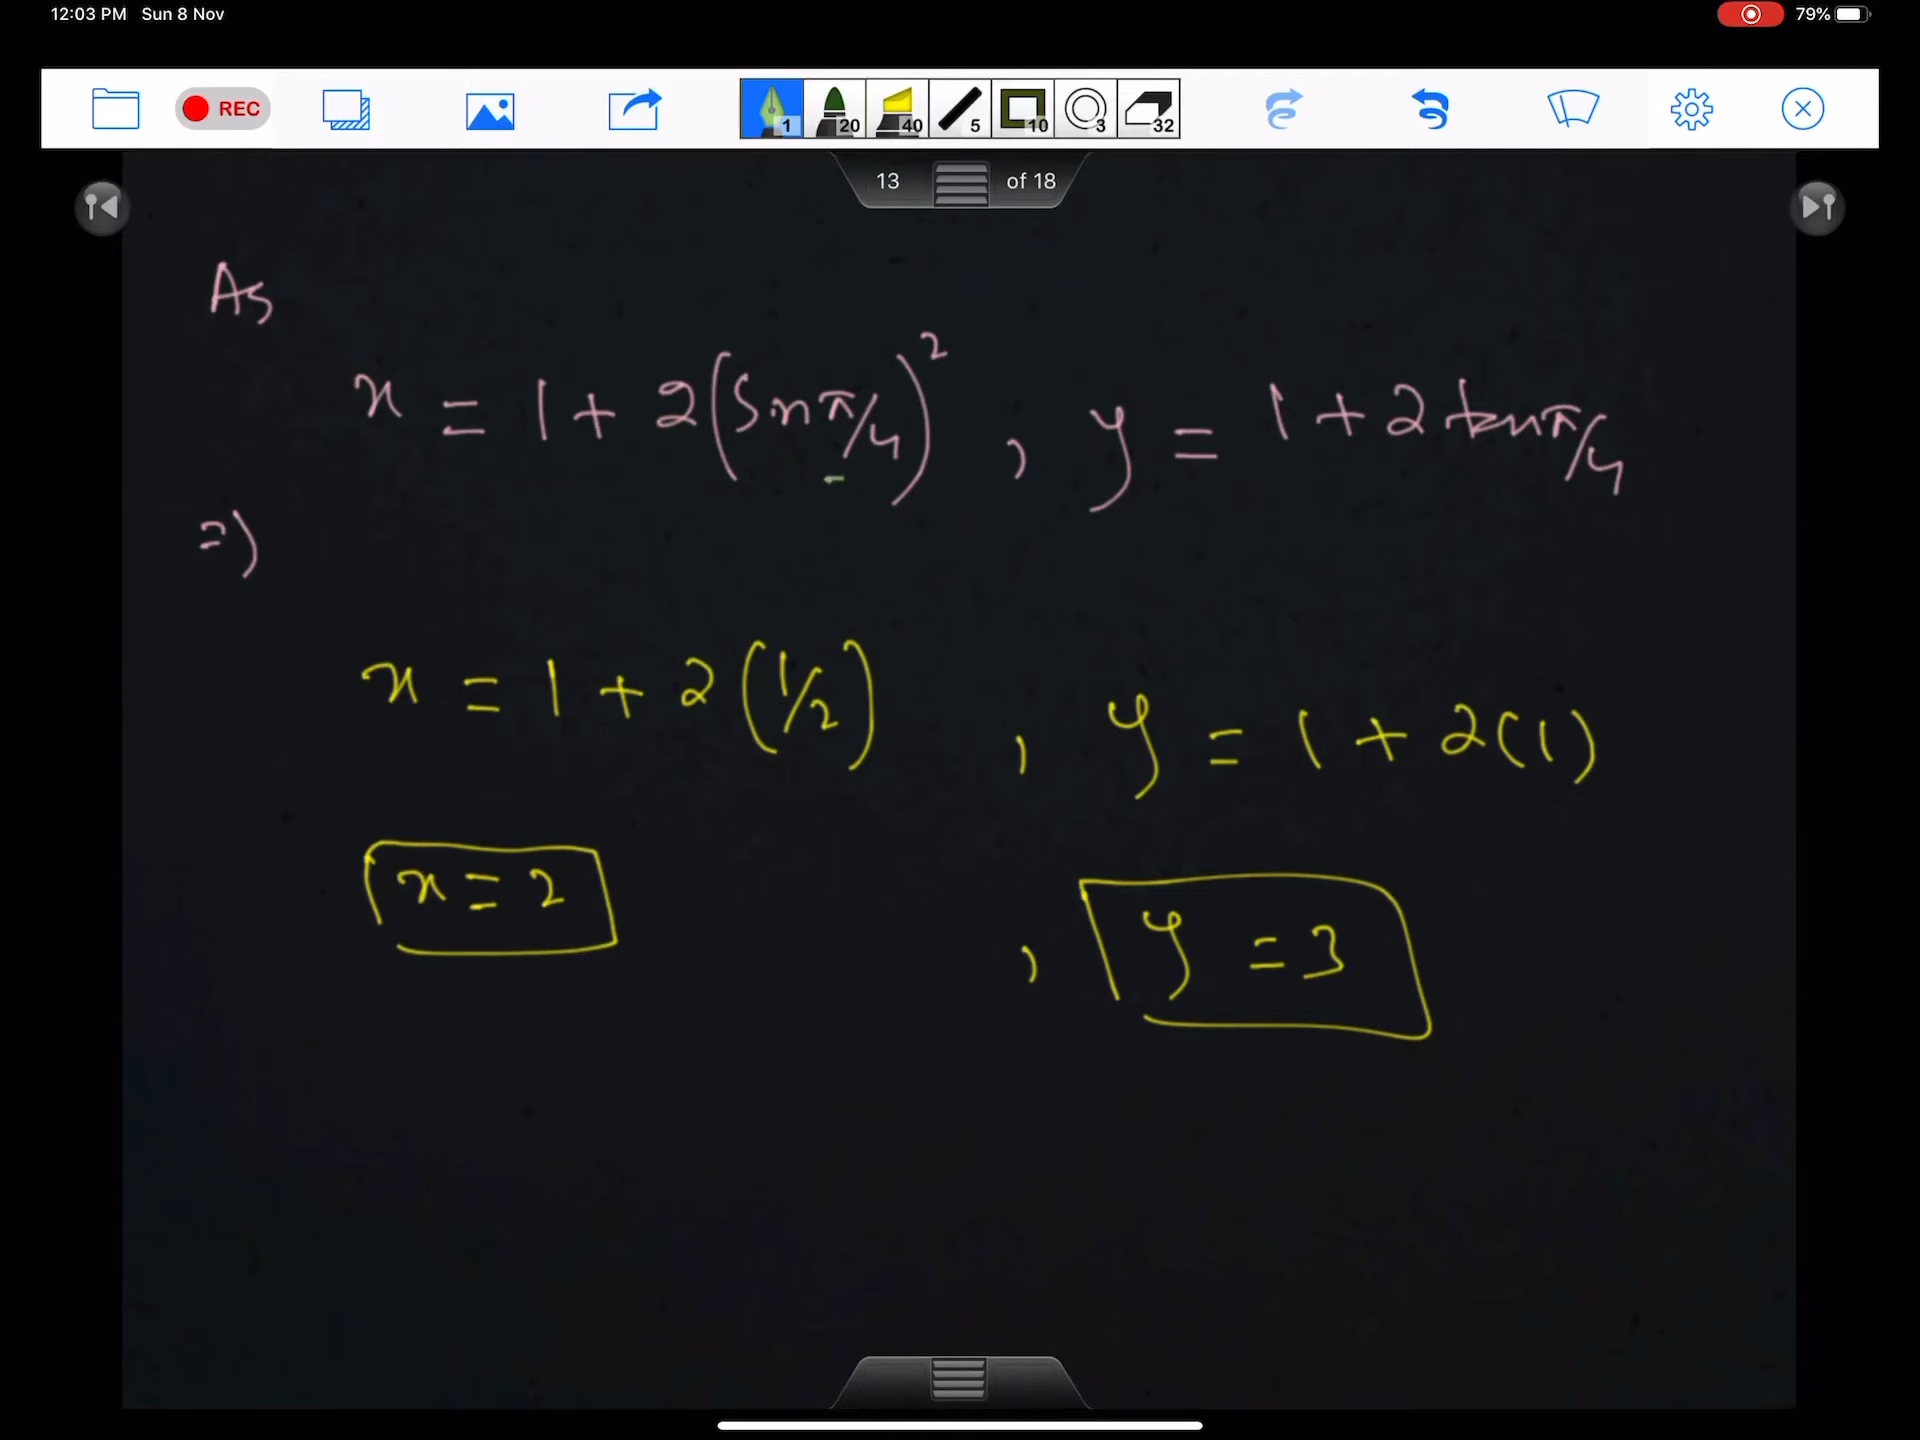 12:03 PM Sun 8 Nov 79%
REC 1 20 40 5 10 3 32
13 of 18
As
x = 1 + 2(Sin π/4)² , y = 1 + 2 tan π/4
=)
x = 1 + 2(1/2) , y = 1 + 2(1)
x = 2 , y = 3